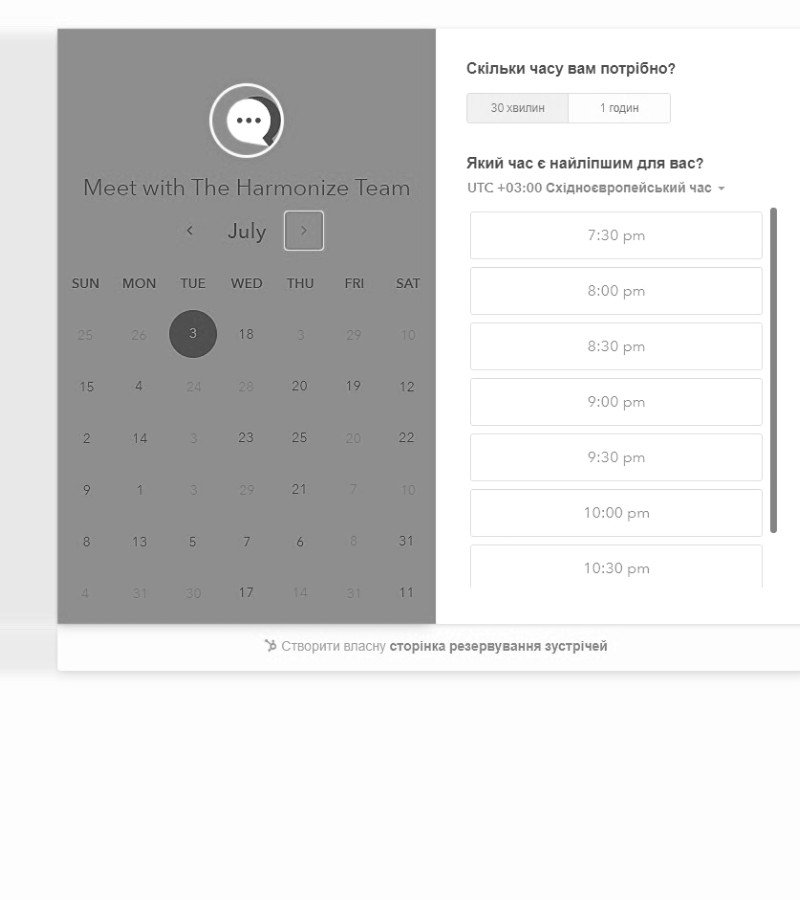 Meet with The Harmonize Team
July
SUN MON TUE WED THU FRI SAT
25 26 3 18 3 29 10
15 4 24 28 20 19 12
2 14 3 23 25 20 22
9 1 3 29 21 7 10
8 13 5 7 6 8 31
4 31 30 17 14 31 11
Скільки часу вам потрібно?
30 хвилин 1 годин
Який час є найліпшим для вас?
UTC +03:00 Східноєвропейський час
7:30 pm
8:00 pm
8:30 pm
9:00 pm
9:30 pm
10:00 pm
10:30 pm
Створити власну сторінка резервування зустрічей